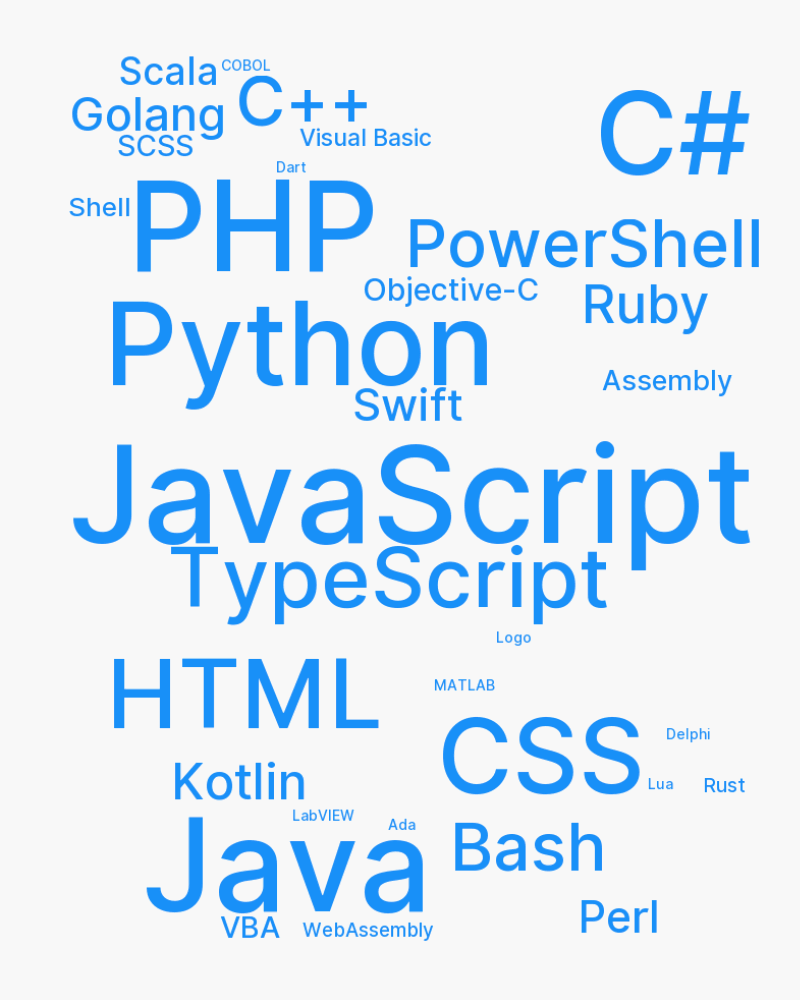 Scala
COBOL
C++
Golang
SCSS
Visual Basic
C#
Dart
Shell
PHP
PowerShell
Objective-C
Ruby
Python
Assembly
Swift
JavaScript
TypeScript
Logo
HTML
MATLAB
CSS
Delphi
Kotlin
Lua
Rust
LabVIEW
Ada
Java
Bash
Perl
VBA
WebAssembly